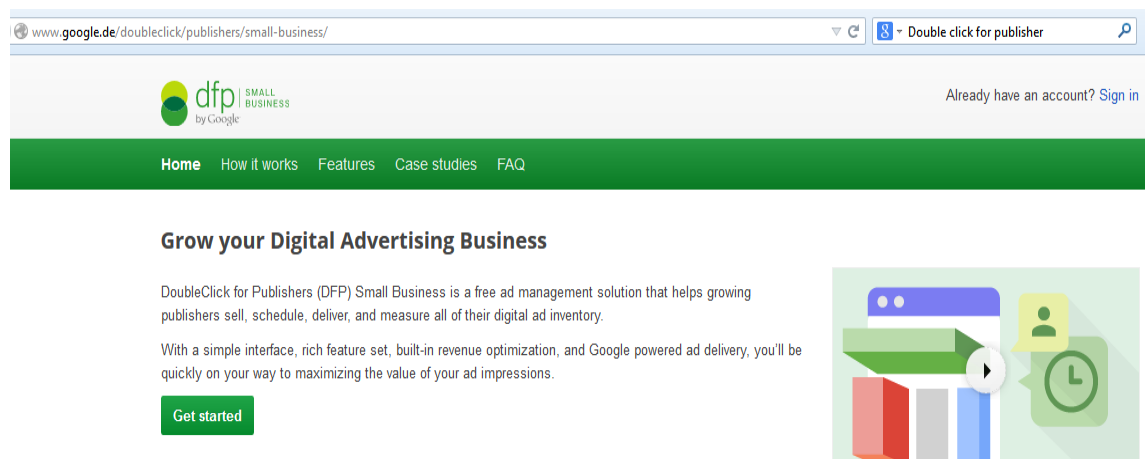 www.google.de/doubleclick/publishers/small-business/
8 Double click for publisher
dfp SMALL BUSINESS
by Google
Already have an account? Sign in
Home How it works Features Case studies FAQ
Grow your Digital Advertising Business
DoubleClick for Publishers (DFP) Small Business is a free ad management solution that helps growing
publishers sell, schedule, deliver, and measure all of their digital ad inventory.
With a simple interface, rich feature set, built-in revenue optimization, and Google powered ad delivery, you'll be
quickly on your way to maximizing the value of your ad impressions.
Get started